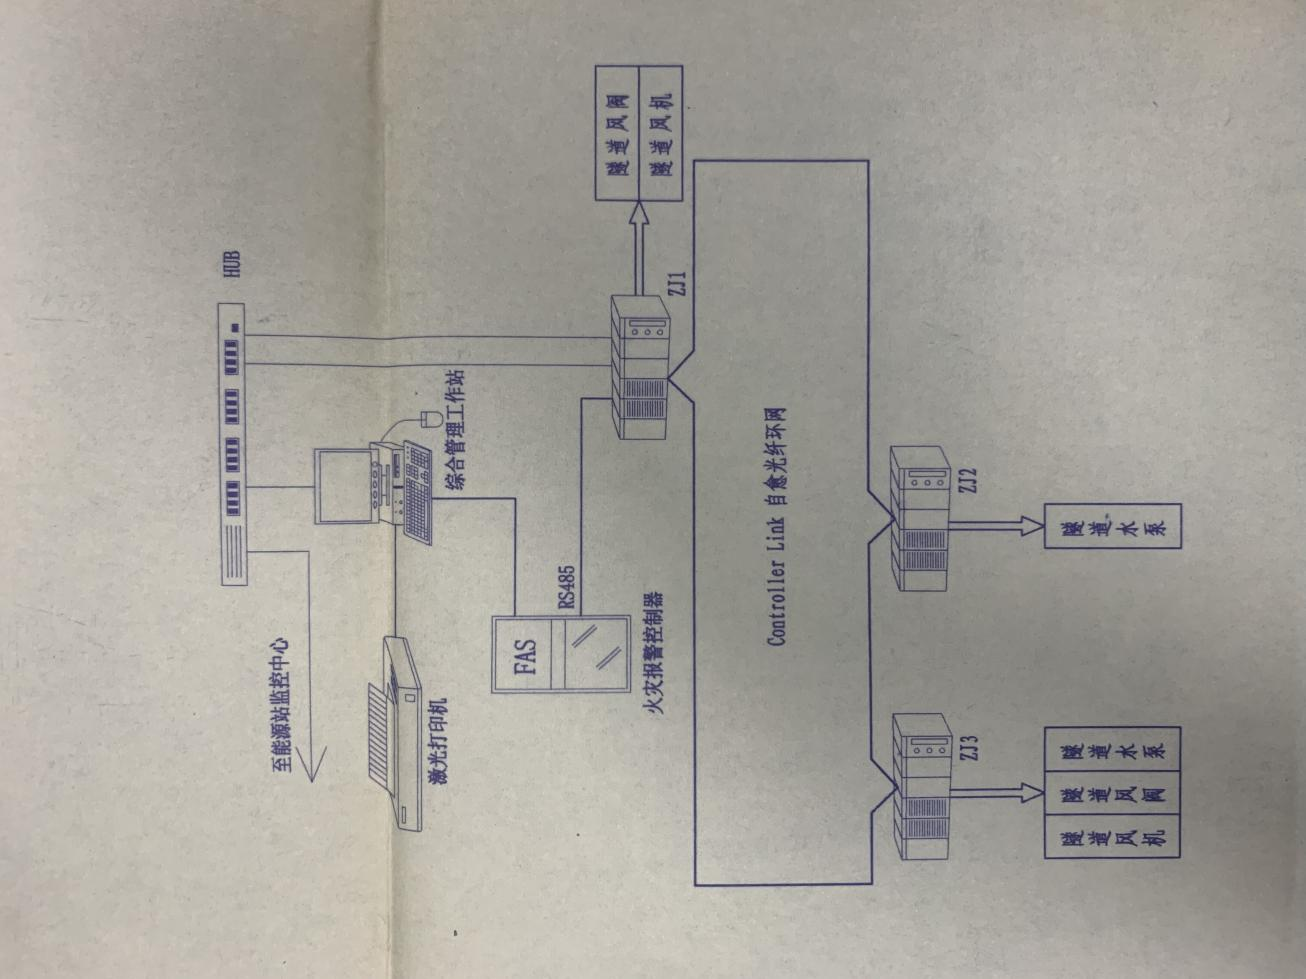 HUB
至能源站监控中心
综合管理工作站
激光打印机
FAS
RS485
火灾报警控制器
隧道风阀
隧道风机
ZJ1
Controller Link 自愈光纤环网
ZJ3
ZJ2
隧道风机
隧道风阀
隧道水泵
隧道水泵